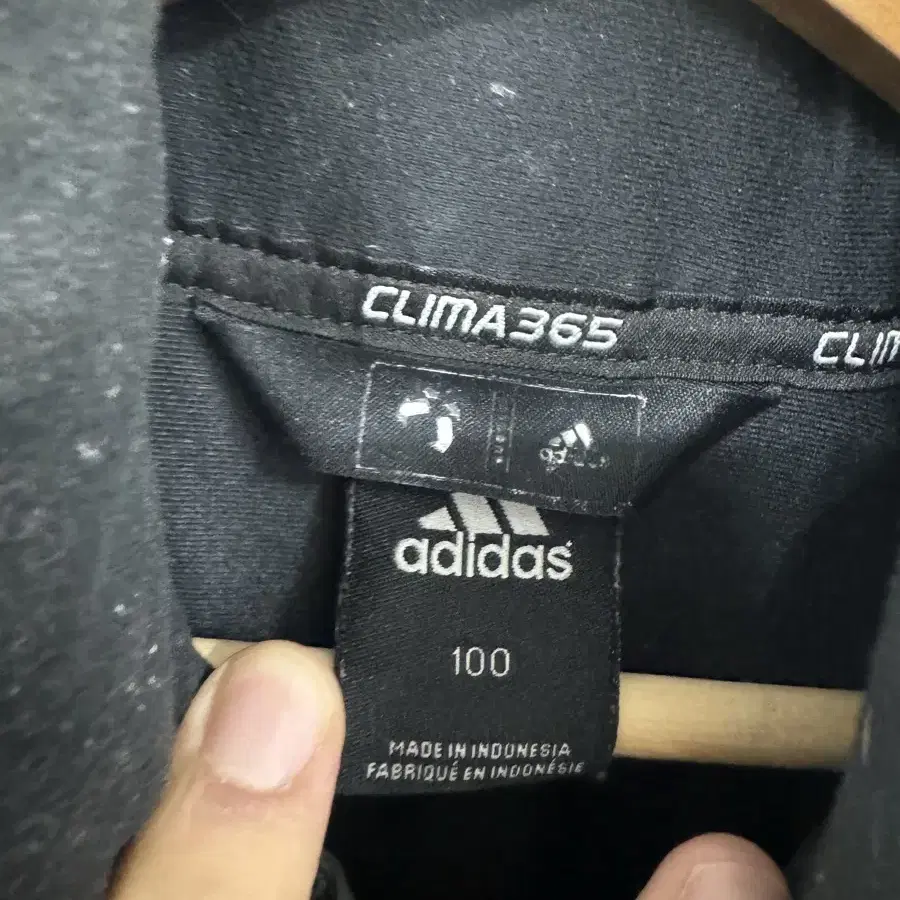 CLIMA365
CLIM
adidas
100
MADE IN INDONESIA
FABRIQUÉ EN INDONÉSIE